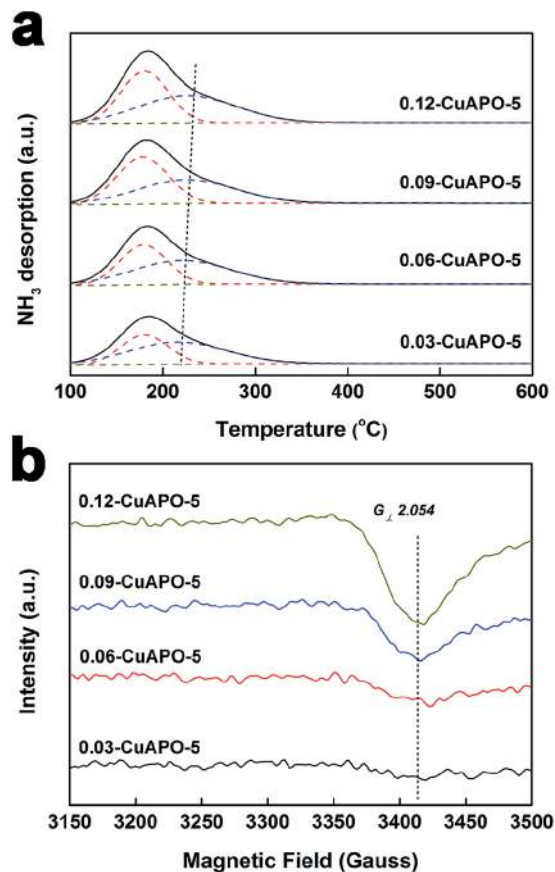 a
NH₃ desorption (a.u.)
0.12-CuAPO-5
0.09-CuAPO-5
0.06-CuAPO-5
0.03-CuAPO-5
100 200 300 400 500 600
Temperature (°C)
b
Intensity (a.u.)
G⊥ 2.054
0.12-CuAPO-5
0.09-CuAPO-5
0.06-CuAPO-5
0.03-CuAPO-5
3150 3200 3250 3300 3350 3400 3450 3500
Magnetic Field (Gauss)